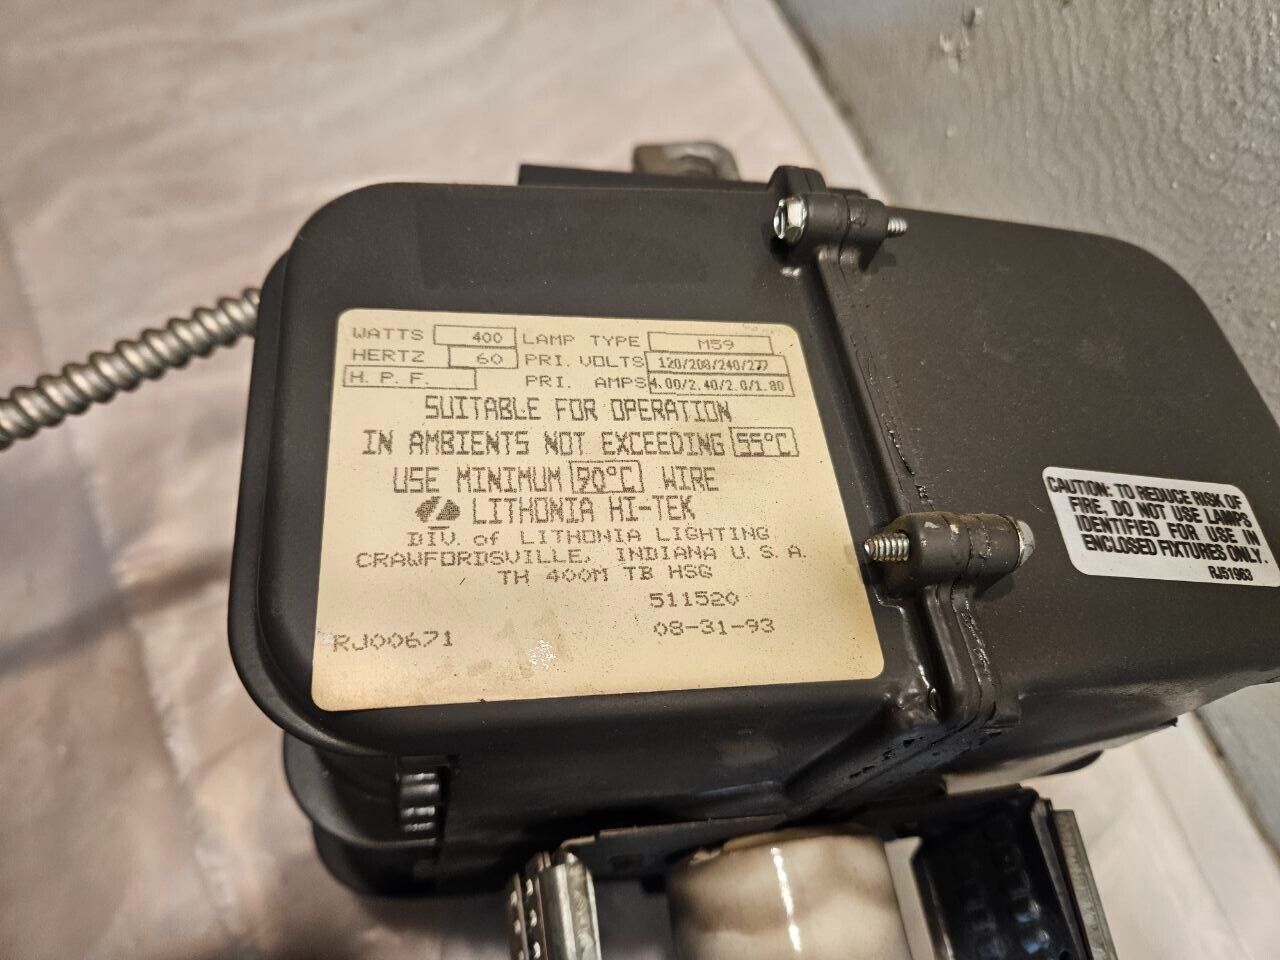 WATTS 400 LAMP TYPE M59
HERTZ 60 PRI. VOLTS 120/208/240/277
H. P. F. PRI. AMPS 4.00/2.40/2.0/1.80
SUITABLE FOR OPERATION
IN AMBIENTS NOT EXCEEDING 55°C
USE MINIMUM 90°C WIRE
LITHONIA HI-TEK
DIV. of LITHONIA LIGHTING
CRAWFORDSVILLE, INDIANA U.S.A.
TH 400M TB HSG
511520
RJ00671 08-31-93
CAUTION: TO REDUCE RISK OF
FIRE, DO NOT USE LAMPS
IDENTIFIED FOR USE IN
ENCLOSED FIXTURES ONLY.
RJ51963